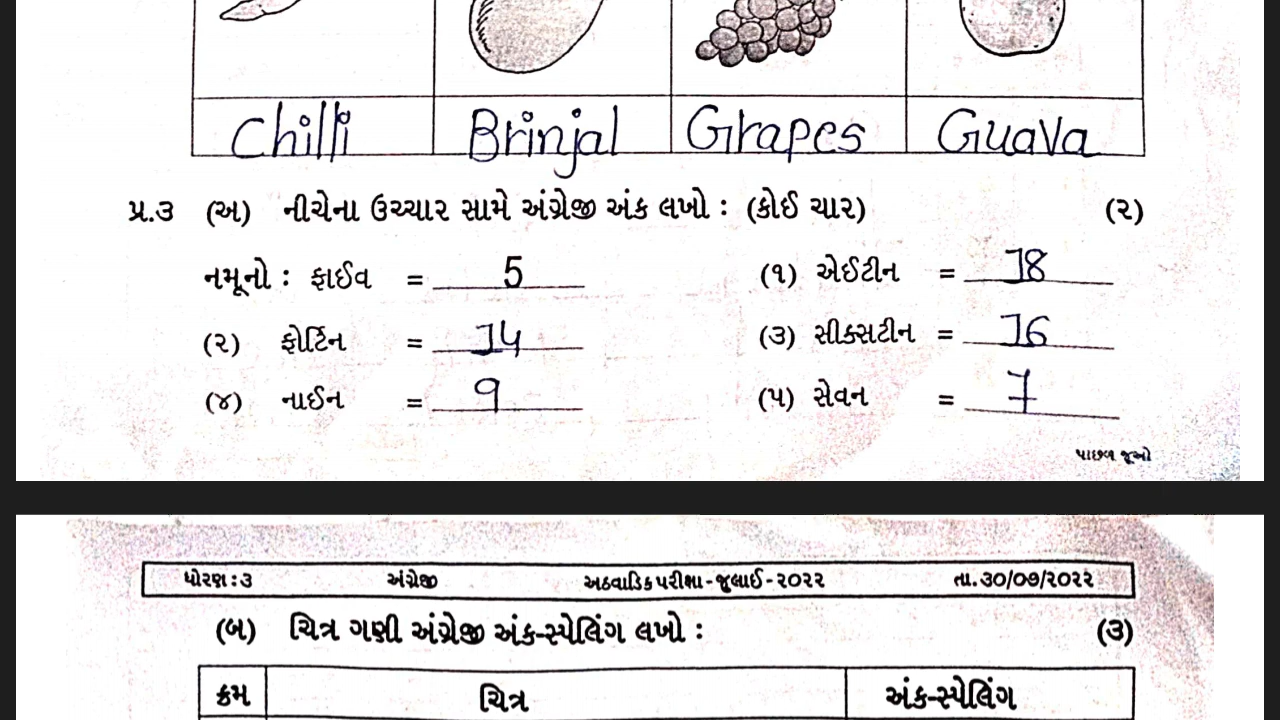 Chilli Brinjal Grapes Guava
પ્ર.૩ (અ) નીચેના ઉચ્ચાર સામે અંગ્રેજી અંક લખો : (કોઈ ચાર) (૨)
નમૂનો : ફાઈવ = 5 (૧) એઈટીન = 18
(૨) ફોર્ટિન = 14 (૩) સીક્સટીન = 16
(૪) નાઈન = 9 (૫) સેવન = 7
પાછળ જૂઓ
ધોરણ : ૩ અંગ્રેજી અઠવાડિક પરીક્ષા - જુલાઈ - ૨૦૨૨ તા. ૩૦/૦૭/૨૦૨૨
(બ) ચિત્ર ગણી અંગ્રેજી અંક-સ્પેલિંગ લખો : (૩)
ક્રમ ચિત્ર અંક-સ્પેલિંગ